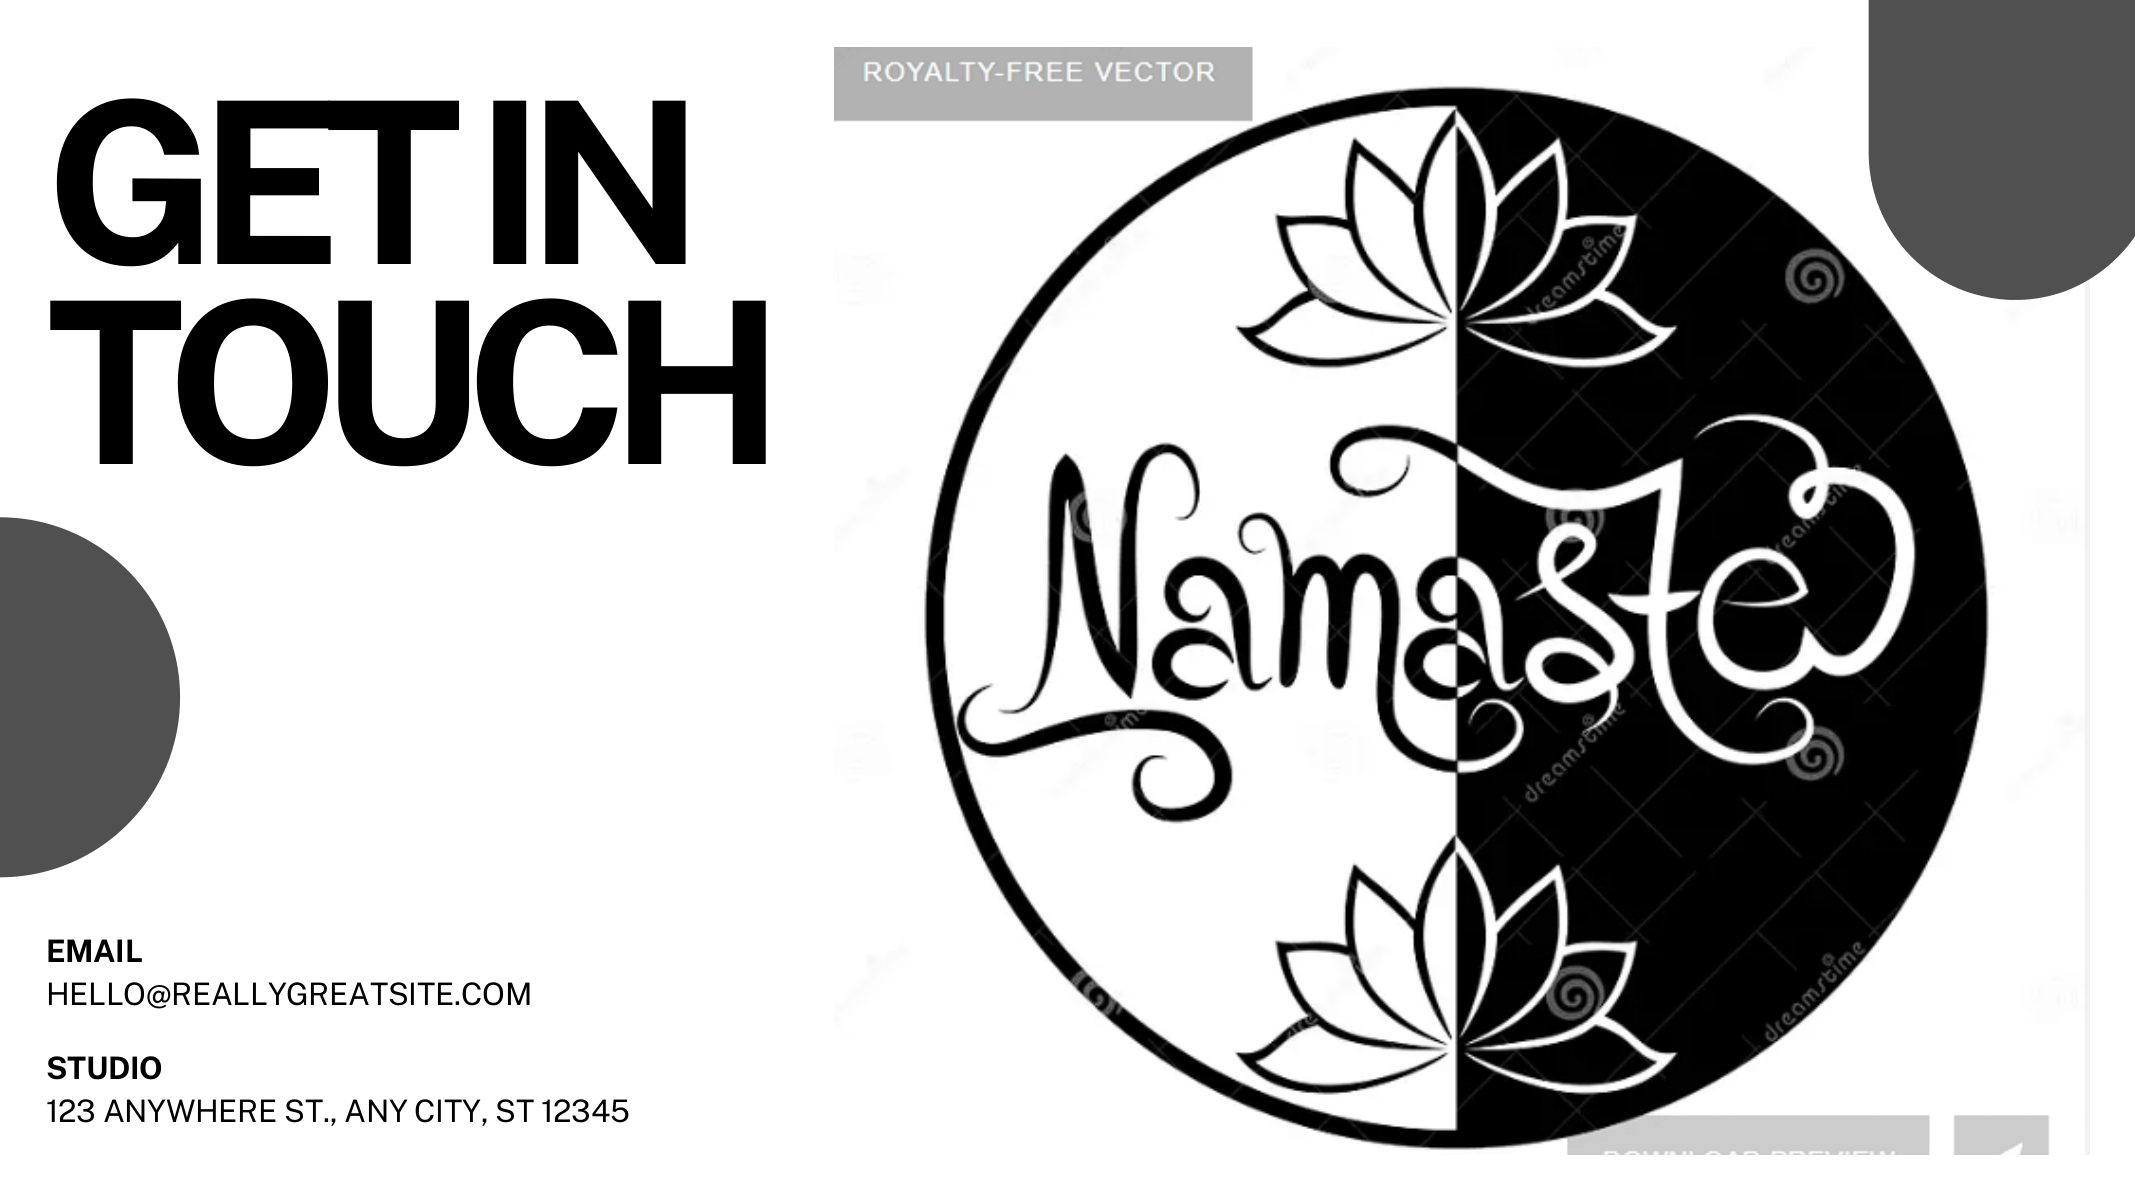 GET IN
TOUCH
EMAIL
HELLO@REALLYGREATSITE.COM
STUDIO
123 ANYWHERE ST., ANY CITY, ST 12345
ROYALTY-FREE VECTOR
Namaste
dreamstime
dreamstime
dreamstime
dreamstime
DOWNLOAD PREVIEW